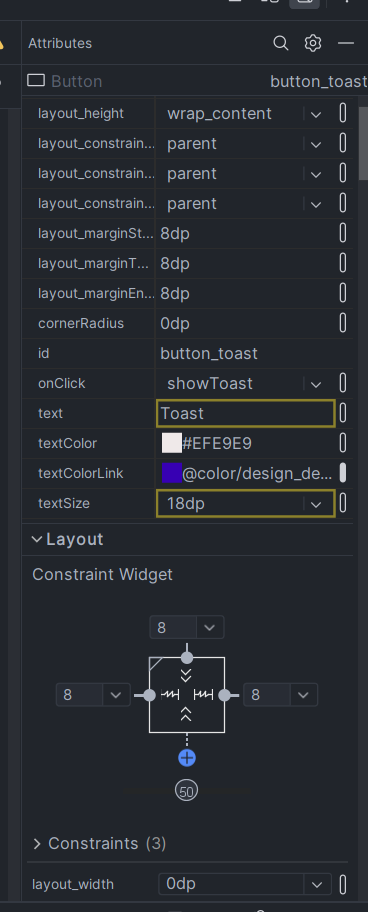 Attributes
Button button_toast
layout_height wrap_content
layout_constrain... parent
layout_constrain... parent
layout_constrain... parent
layout_marginSt... 8dp
layout_marginT... 8dp
layout_marginEn... 8dp
cornerRadius 0dp
id button_toast
onClick showToast
text Toast
textColor #EFE9E9
textColorLink @color/design_de...
textSize 18dp
Layout
Constraint Widget
8
8 8
50
Constraints (3)
layout_width 0dp